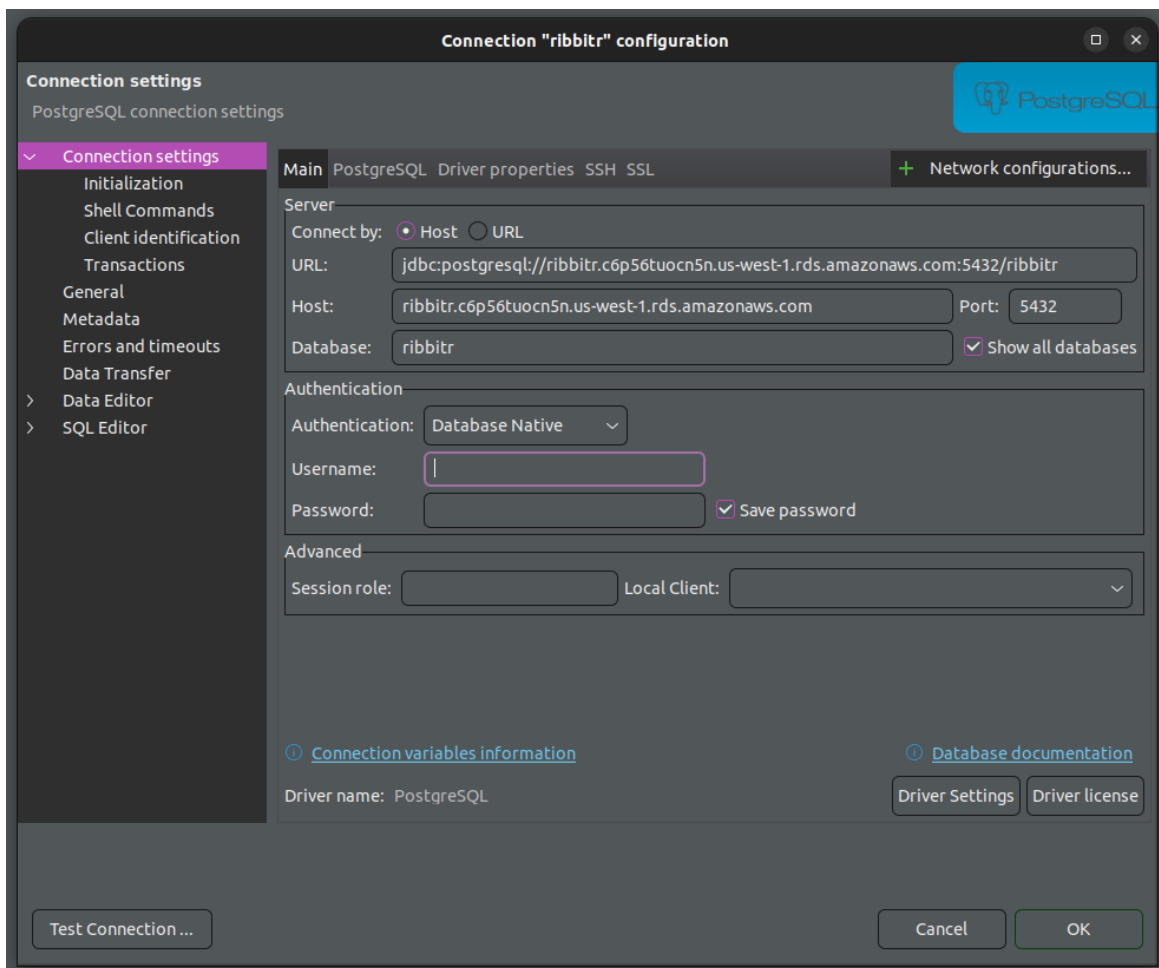 Connection "ribbitr" configuration
Connection settings
PostgreSQL connection settings
PostgreSQL
Connection settings
Initialization
Shell Commands
Client identification
Transactions
General
Metadata
Errors and timeouts
Data Transfer
Data Editor
SQL Editor
Main PostgreSQL Driver properties SSH SSL
+ Network configurations...
Server
Connect by: Host URL
URL: jdbc:postgresql://ribbitr.c6p56tuocn5n.us-west-1.rds.amazonaws.com:5432/ribbitr
Host: ribbitr.c6p56tuocn5n.us-west-1.rds.amazonaws.com Port: 5432
Database: ribbitr Show all databases
Authentication
Authentication: Database Native
Username:
Password: Save password
Advanced
Session role: Local Client:
Connection variables information Database documentation
Driver name: PostgreSQL Driver Settings Driver license
Test Connection ... Cancel OK